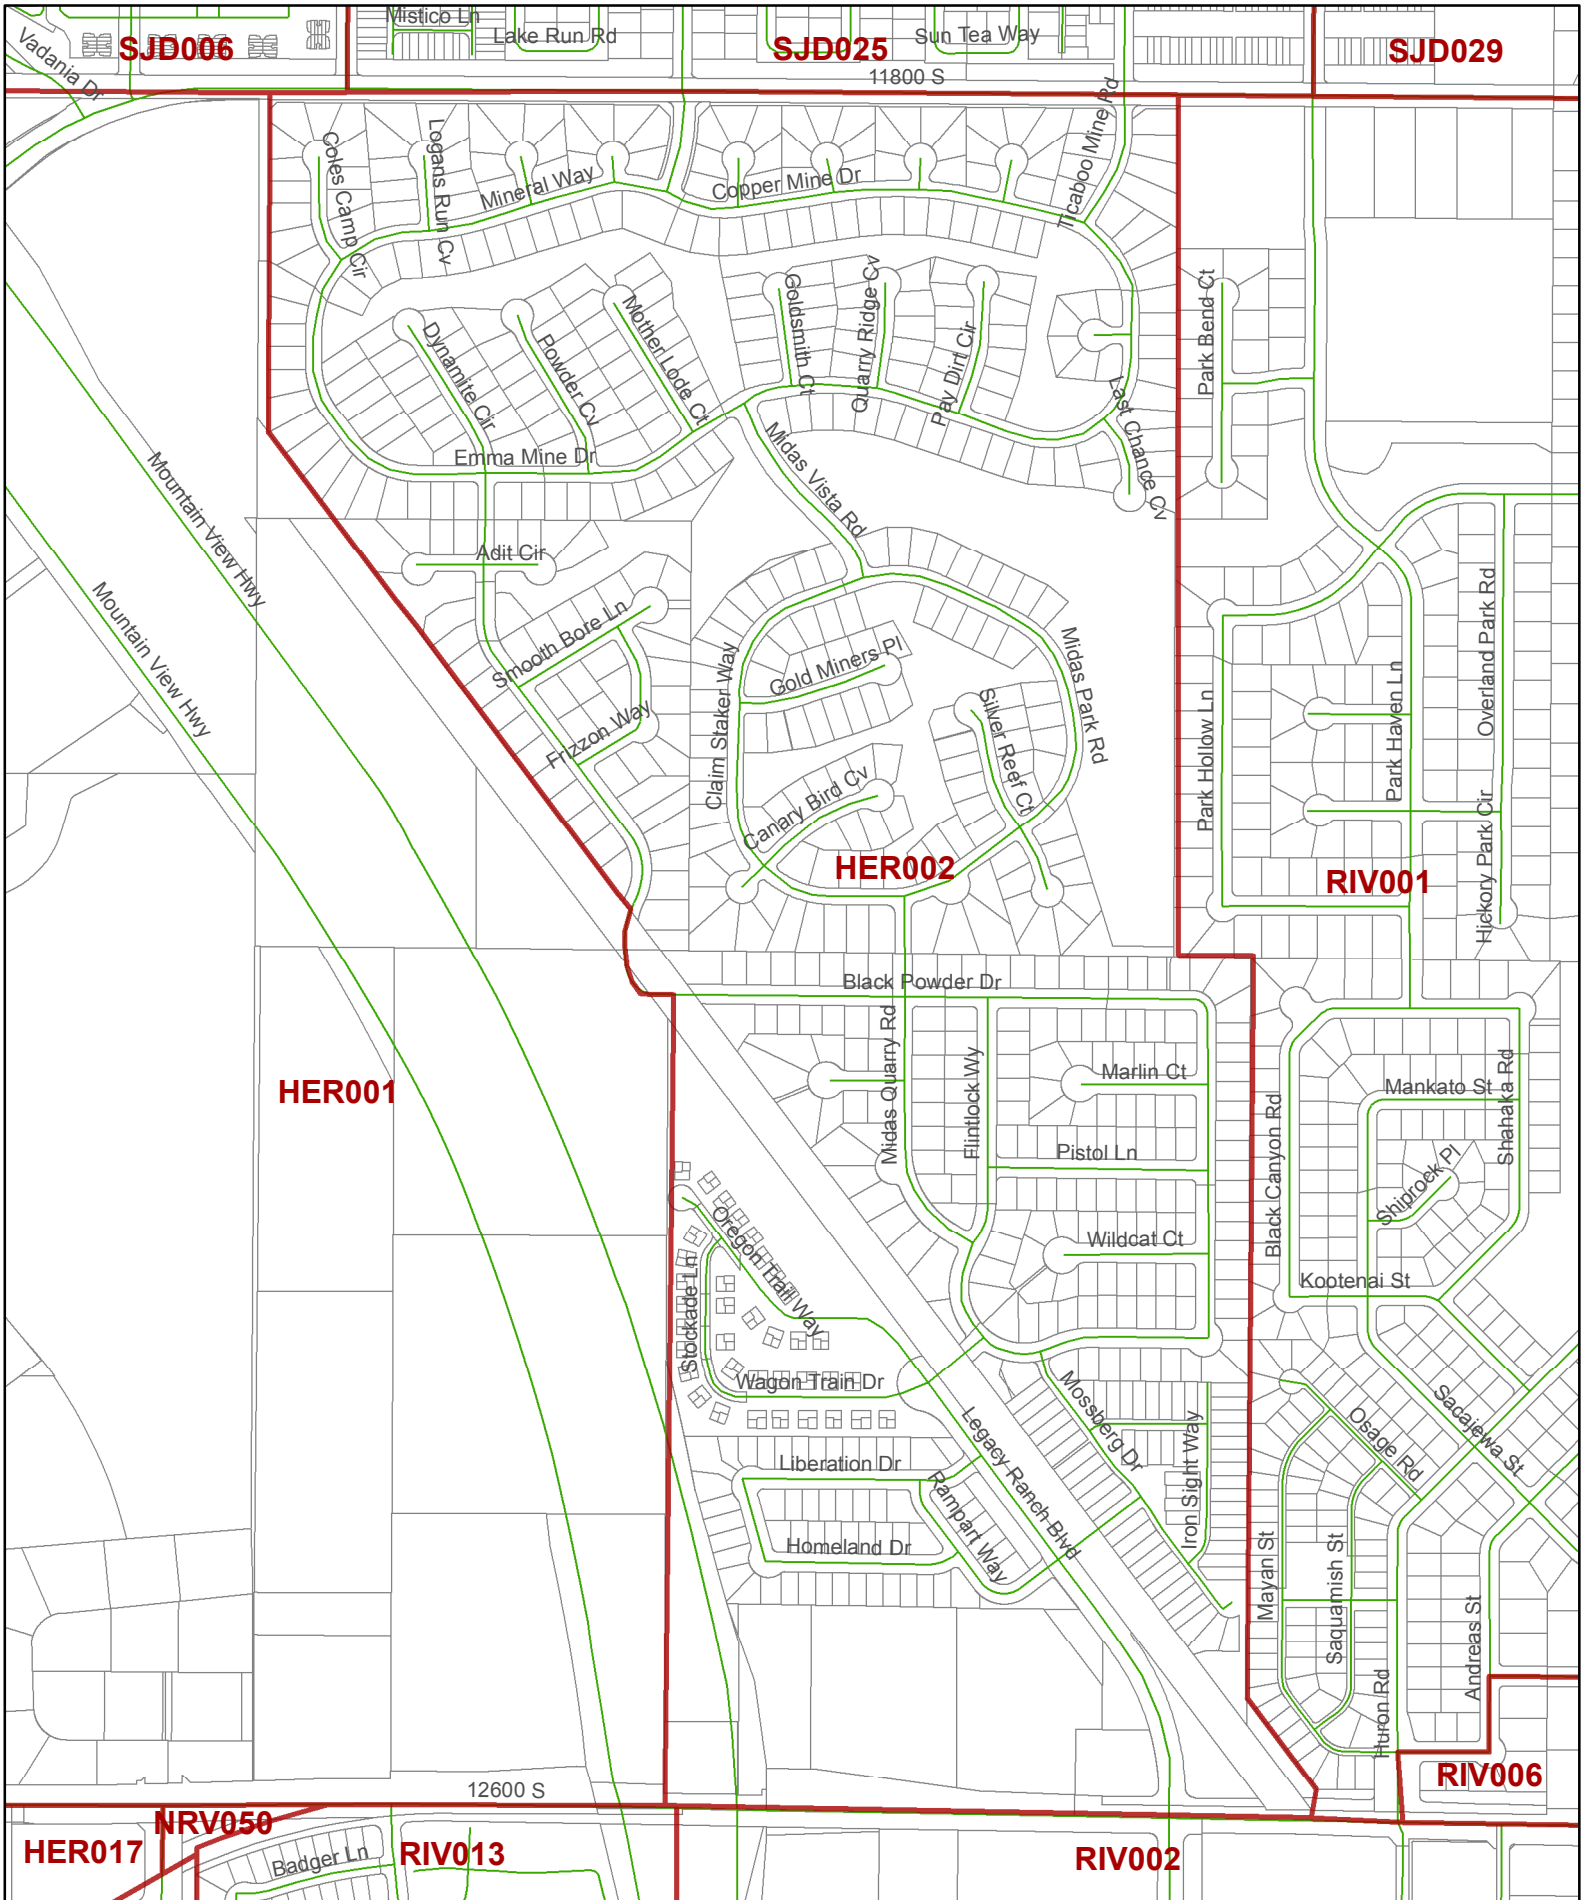 Mistico Ln
Lake Run Rd
Sun Tea Way
SJD006
SJD025
SJD029
Vadania Dr
11800 S
Coles Camp Cir
Logans Run Cv
Mineral Way
Copper Mine Dr
Ticaboo Mine Rd
Dynamite Cir
Powder Cv
Mother Lode Ct
Goldsmith Ct
Quarry Ridge Cv
Pay Dirt Cir
Last Chance Cv
Park Bend Ct
Emma Mine Dr
Midas Vista Rd
Mountain View Hwy
Mountain View Hwy
Adit Cir
Smooth Bore Ln
Frizzon Way
Claim Staker Way
Gold Miners Pl
Silver Reef Ct
Midas Park Rd
Canary Bird Cv
Park Hollow Ln
Park Haven Ln
Overland Park Rd
Hickory Park Cir
HER002
RIV001
Black Powder Dr
HER001
Midas Quarry Rd
Flintlock Wy
Marlin Ct
Pistol Ln
Wildcat Ct
Black Canyon Rd
Mankato St
Shahaka Rd
Shiprock Pl
Kootenai St
Oregon Trail Way
Stockade Ln
Wagon Train Dr
Legacy Ranch Blvd
Mossberg Dr
Iron Sight Way
Osage Rd
Sacajewa St
Liberation Dr
Rampart Way
Homeland Dr
Mayan St
Saquamish St
Andreas St
Huron Rd
12600 S
RIV006
NRV050
HER017
Badger Ln
RIV013
RIV002